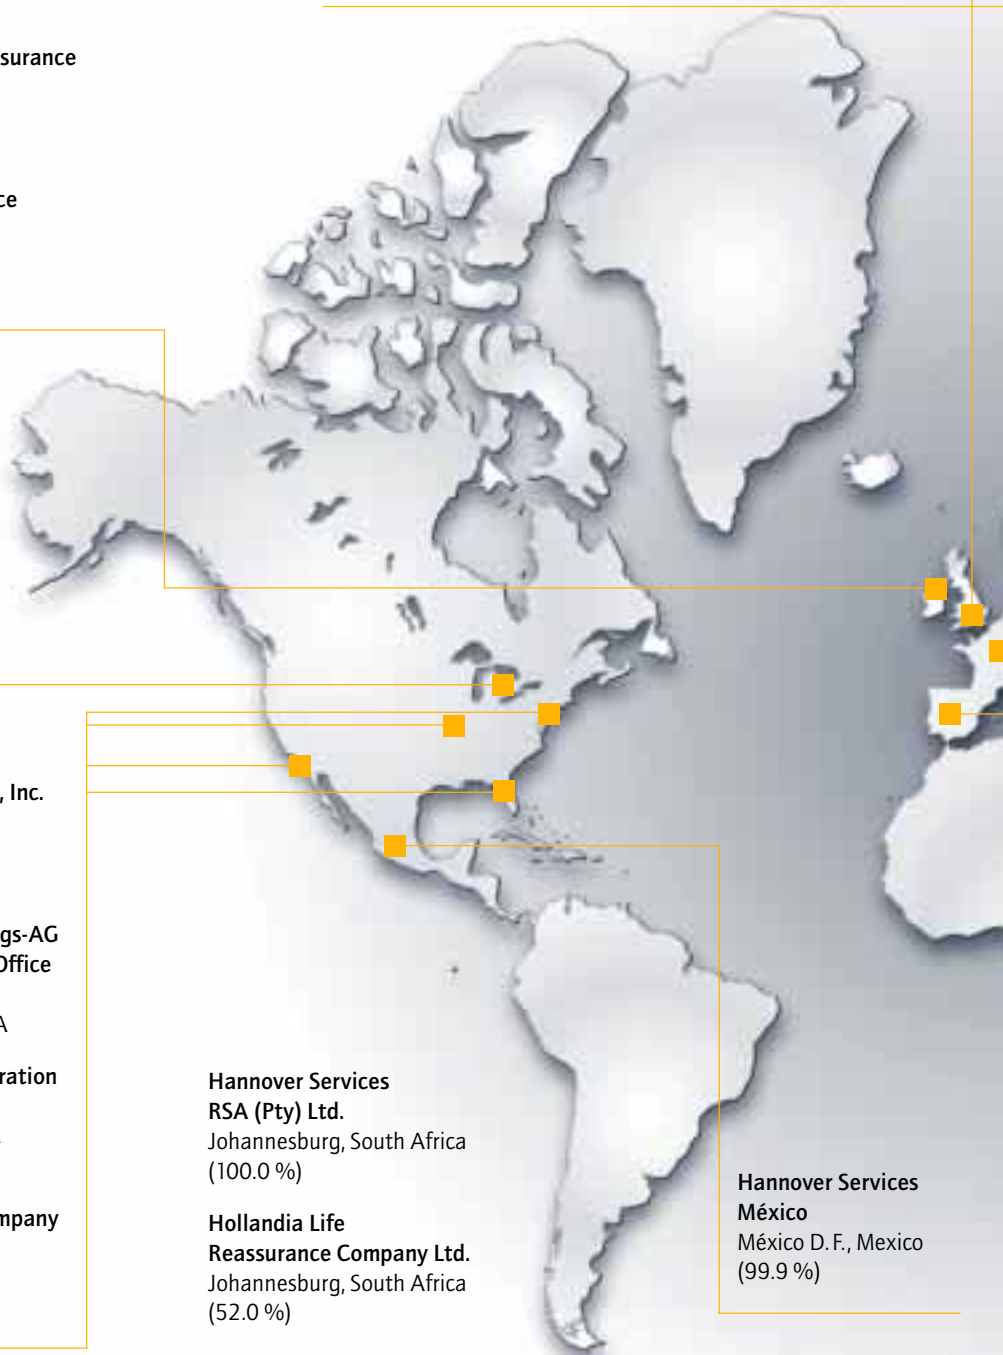 surance
ce
, Inc.
gs-AG
Office
A
ration
mpany
Hannover Services
RSA (Pty) Ltd.
Johannesburg, South Africa
(100.0 %)
Hollandia Life
Reassurance Company Ltd.
Johannesburg, South Africa
(52.0 %)
Hannover Services
México
México D. F., Mexico
(99.9 %)